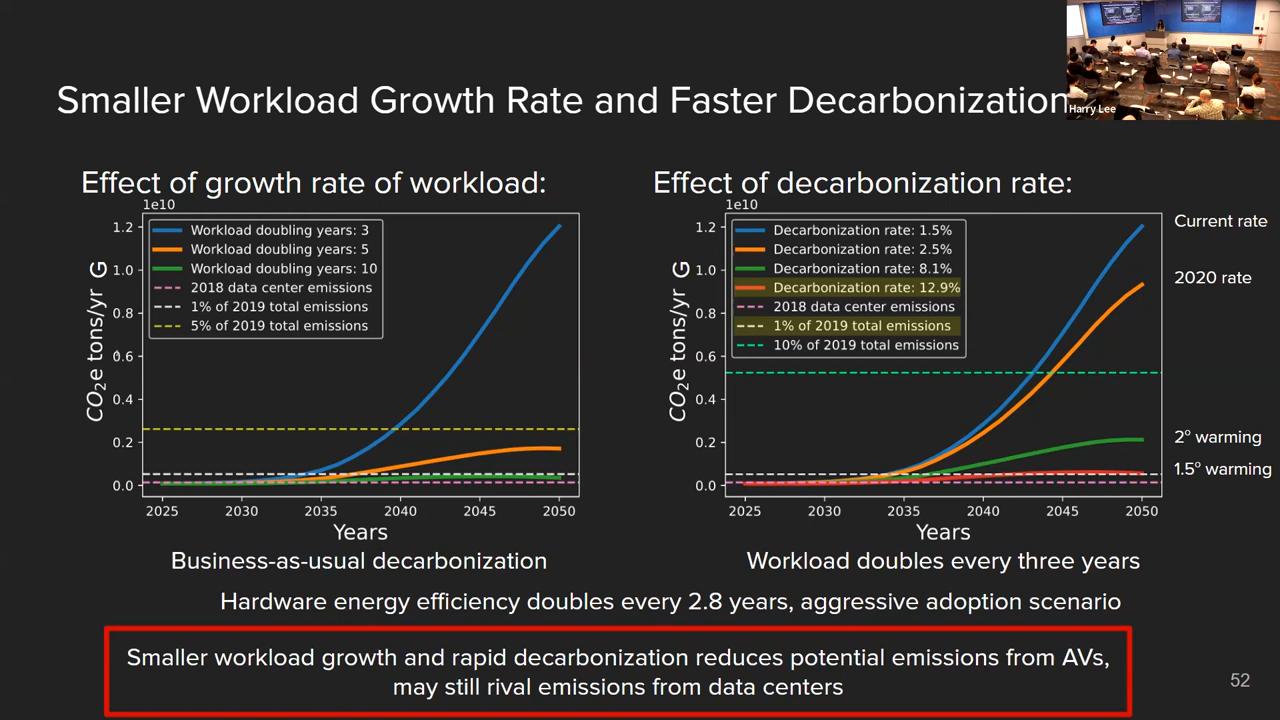 Smaller Workload Growth Rate and Faster Decarbonization
Harry Lee
Effect of growth rate of workload:
1e10
CO2e tons/yr G
1.2
1.0
0.8
0.6
0.4
0.2
0.0
Workload doubling years: 3
Workload doubling years: 5
Workload doubling years: 10
2018 data center emissions
1% of 2019 total emissions
5% of 2019 total emissions
2025 2030 2035 2040 2045 2050
Years
Business-as-usual decarbonization
Effect of decarbonization rate:
1e10
CO2e tons/yr G
1.2
1.0
0.8
0.6
0.4
0.2
0.0
Decarbonization rate: 1.5%
Decarbonization rate: 2.5%
Decarbonization rate: 8.1%
Decarbonization rate: 12.9%
2018 data center emissions
1% of 2019 total emissions
10% of 2019 total emissions
Current rate
2020 rate
2° warming
1.5° warming
2025 2030 2035 2040 2045 2050
Years
Workload doubles every three years
Hardware energy efficiency doubles every 2.8 years, aggressive adoption scenario
Smaller workload growth and rapid decarbonization reduces potential emissions from AVs,
may still rival emissions from data centers
52